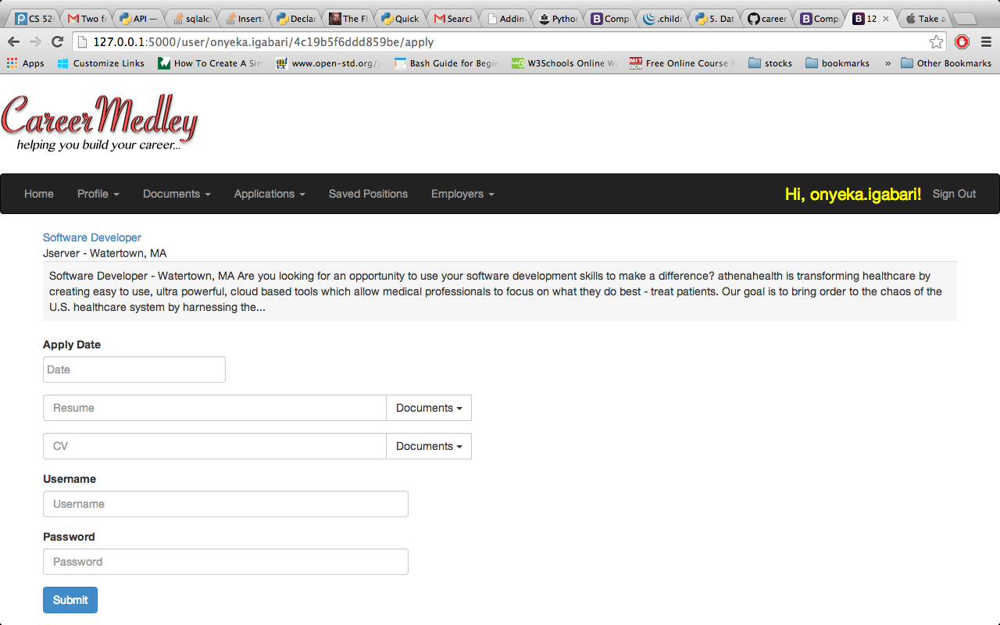 CS 52
Two fr
API —
sqlalc
Insert
Declar
The Fl
Quick
Search
Addin
Python
Comp
.childr
5. Dat
career
Comp
12
Take a
127.0.0.1:5000/user/onyeka.igabari/4c19b5f6ddd859be/apply
Apps Customize Links How To Create A Sim www.open-std.org/j Bash Guide for Begin W3Schools Online W Free Online Course M stocks bookmarks » Other Bookmarks
CareerMedley
helping you build your career...
Home Profile Documents Applications Saved Positions Employers Hi, onyeka.igabari! Sign Out
Software Developer
Jserver - Watertown, MA
Software Developer - Watertown, MA Are you looking for an opportunity to use your software development skills to make a difference? athenahealth is transforming healthcare by
creating easy to use, ultra powerful, cloud based tools which allow medical professionals to focus on what they do best - treat patients. Our goal is to bring order to the chaos of the
U.S. healthcare system by harnessing the...
Apply Date
Date
Resume Documents
CV Documents
Username
Username
Password
Password
Submit